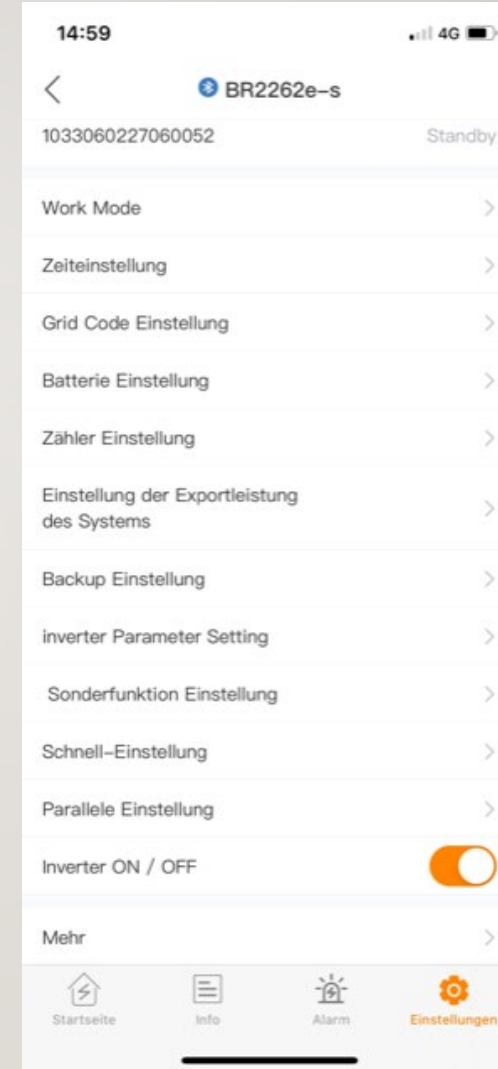 14:59
4G
BR2262e-s
1033060227060052 Standby
Work Mode
Zeiteinstellung
Grid Code Einstellung
Batterie Einstellung
Zähler Einstellung
Einstellung der Exportleistung
des Systems
Backup Einstellung
inverter Parameter Setting
Sonderfunktion Einstellung
Schnell-Einstellung
Parallele Einstellung
Inverter ON / OFF
Mehr
Startseite Info Alarm Einstellungen